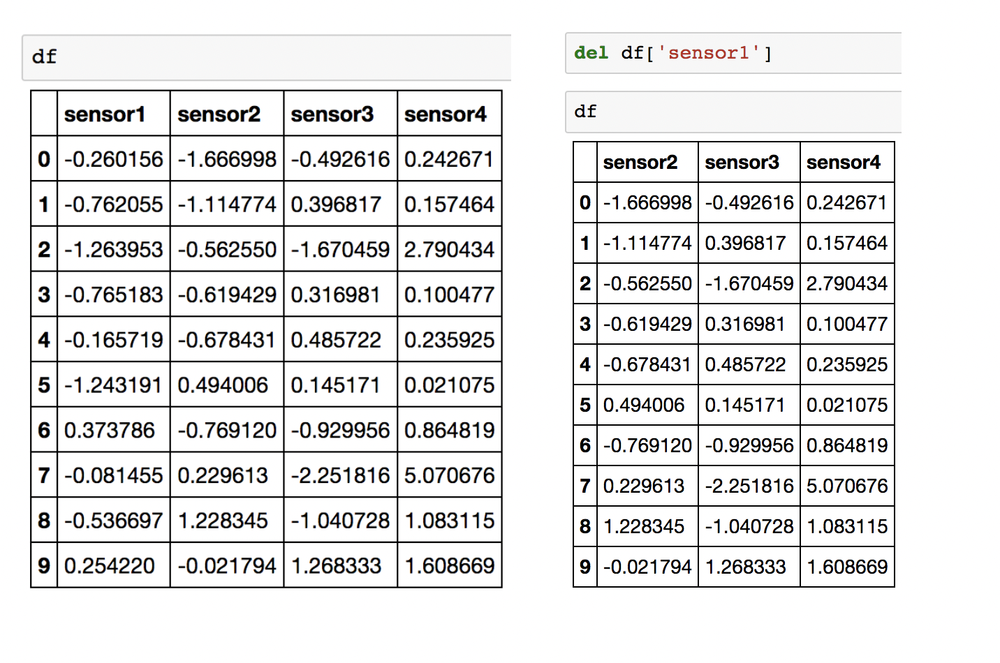 df
sensor1 sensor2 sensor3 sensor4
0 -0.260156 -1.666998 -0.492616 0.242671
1 -0.762055 -1.114774 0.396817 0.157464
2 -1.263953 -0.562550 -1.670459 2.790434
3 -0.765183 -0.619429 0.316981 0.100477
4 -0.165719 -0.678431 0.485722 0.235925
5 -1.243191 0.494006 0.145171 0.021075
6 0.373786 -0.769120 -0.929956 0.864819
7 -0.081455 0.229613 -2.251816 5.070676
8 -0.536697 1.228345 -1.040728 1.083115
9 0.254220 -0.021794 1.268333 1.608669
del df['sensor1']
df
sensor2 sensor3 sensor4
0 -1.666998 -0.492616 0.242671
1 -1.114774 0.396817 0.157464
2 -0.562550 -1.670459 2.790434
3 -0.619429 0.316981 0.100477
4 -0.678431 0.485722 0.235925
5 0.494006 0.145171 0.021075
6 -0.769120 -0.929956 0.864819
7 0.229613 -2.251816 5.070676
8 1.228345 -1.040728 1.083115
9 -0.021794 1.268333 1.608669